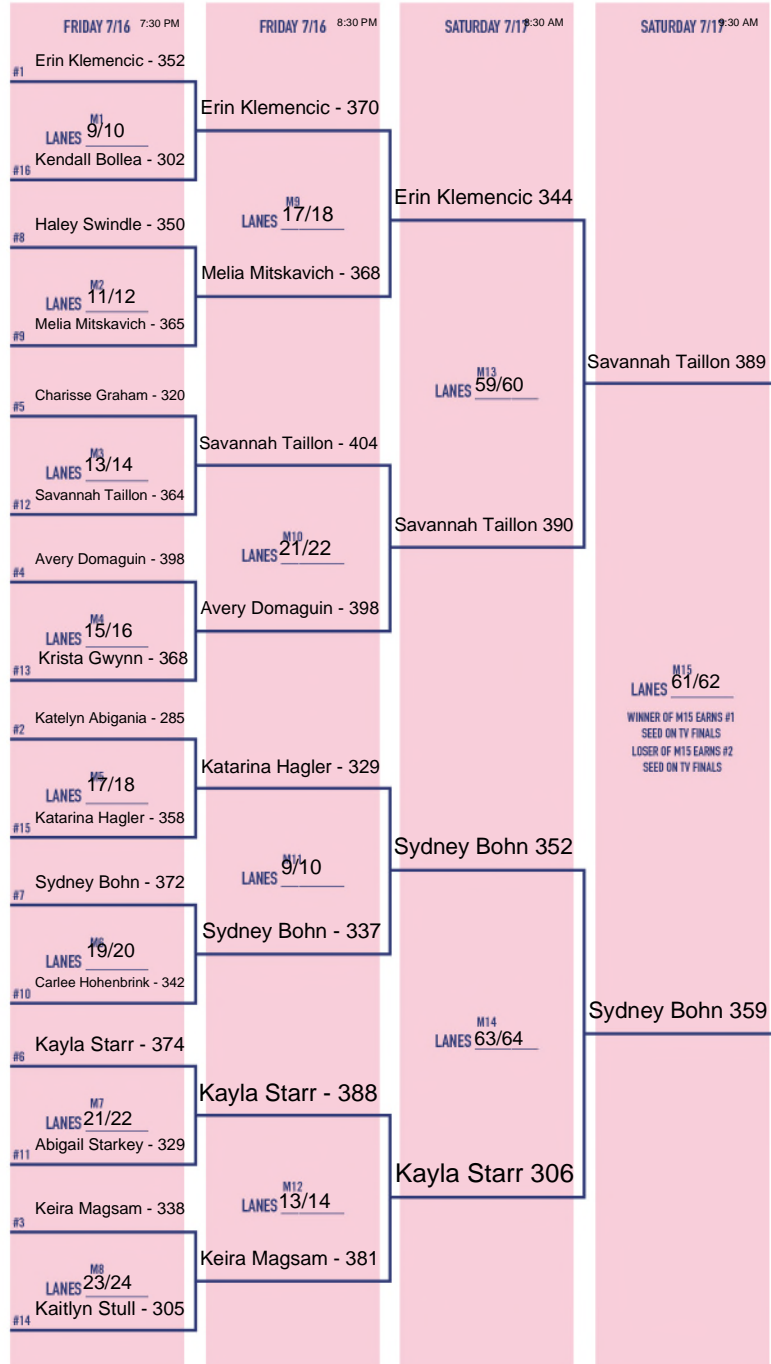 FRIDAY 7/16 7:30 PM
#1 Erin Klemencic - 352
M1
LANES 9/10
#16 Kendall Bollea - 302
#8 Haley Swindle - 350
M2
LANES 11/12
#9 Melia Mitskavich - 365
#5 Charisse Graham - 320
M3
LANES 13/14
#12 Savannah Taillon - 364
#4 Avery Domaguin - 398
M4
LANES 15/16
#13 Krista Gwynn - 368
#2 Katelyn Abigania - 285
M5
LANES 17/18
#15 Katarina Hagler - 358
#7 Sydney Bohn - 372
M6
LANES 19/20
#10 Carlee Hohenbrink - 342
#6 Kayla Starr - 374
M7
LANES 21/22
#11 Abigail Starkey - 329
#3 Keira Magsam - 338
M8
LANES 23/24
#14 Kaitlyn Stull - 305
FRIDAY 7/16 8:30 PM
Erin Klemencic - 370
M9
LANES 17/18
Melia Mitskavich - 368
Savannah Taillon - 404
M10
LANES 21/22
Avery Domaguin - 398
Katarina Hagler - 329
M11
LANES 9/10
Sydney Bohn - 337
Kayla Starr - 388
M12
LANES 13/14
Keira Magsam - 381
SATURDAY 7/17 8:30 AM
Erin Klemencic 344
M13
LANES 59/60
Savannah Taillon 390
Sydney Bohn 352
M14
LANES 63/64
Kayla Starr 306
SATURDAY 7/17 9:30 AM
Savannah Taillon 389
M15
LANES 61/62
WINNER OF M15 EARNS #1
SEED ON TV FINALS
LOSER OF M15 EARNS #2
SEED ON TV FINALS
Sydney Bohn 359